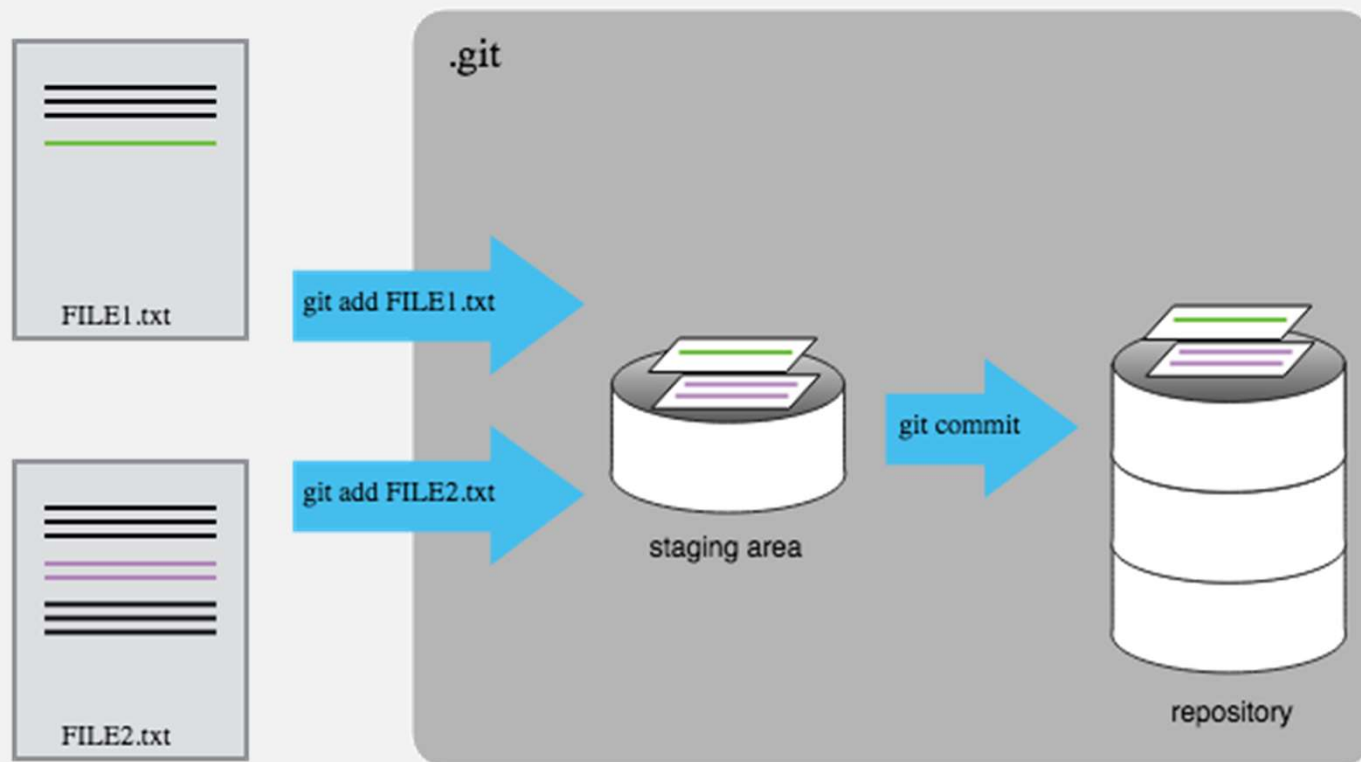 .git
FILE1.txt
git add FILE1.txt
git add FILE2.txt
git commit
staging area
FILE2.txt
repository